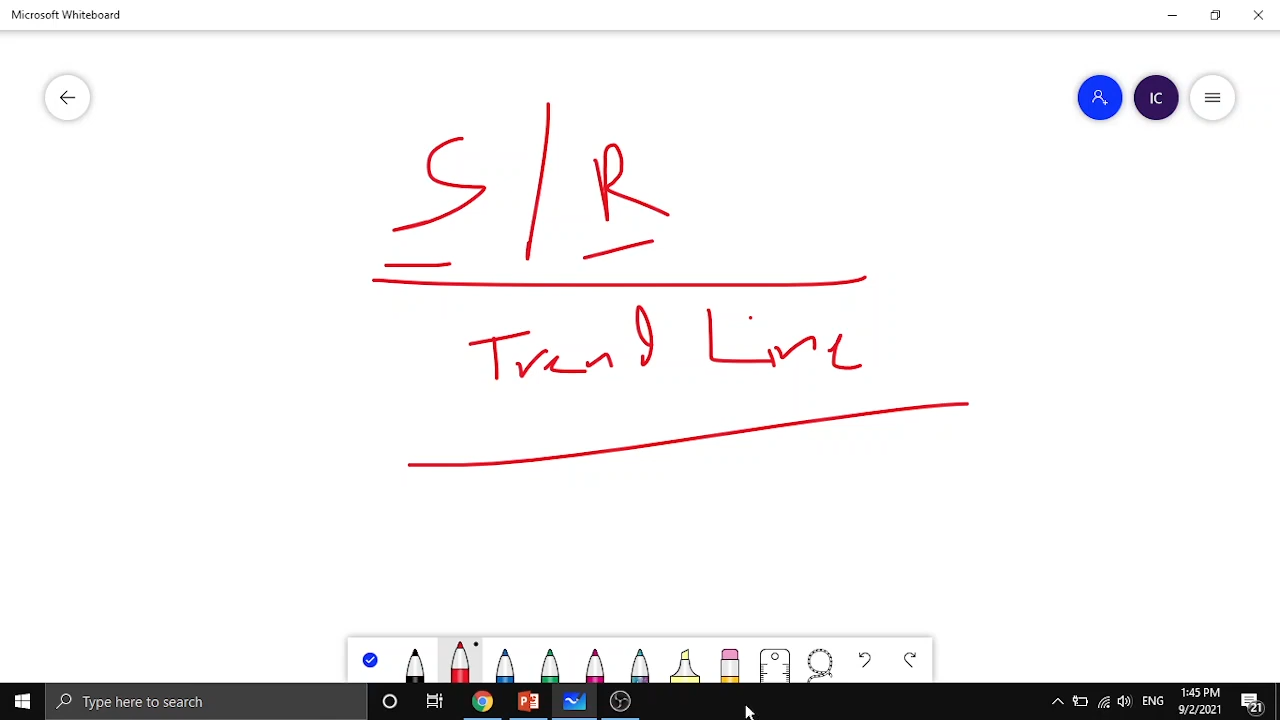 Microsoft Whiteboard
IC
S/R
Trend Line
Type here to search
ENG
1:45 PM
9/2/2021
21